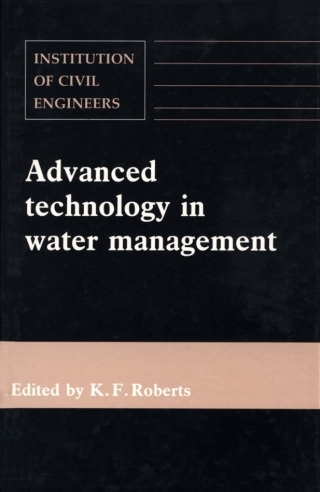 INSTITUTION
OF CIVIL
ENGINEERS
Advanced
technology in
water management
Edited by K. F. Roberts